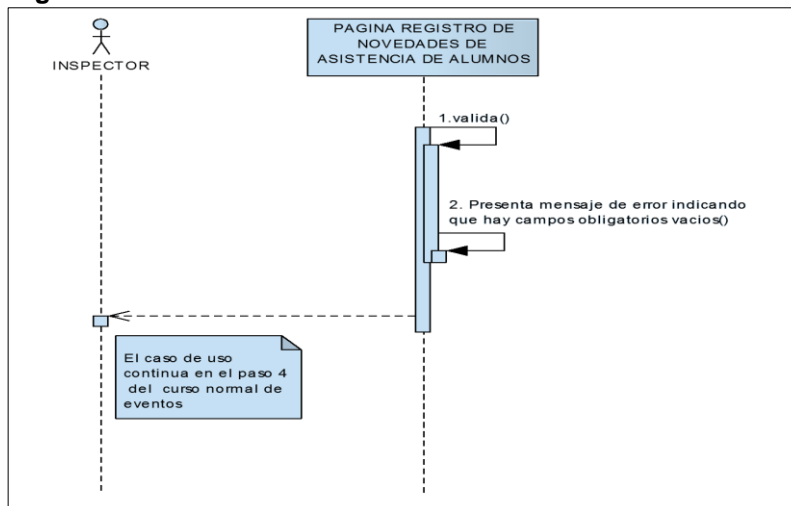 INSPECTOR
PAGINA REGISTRO DE
NOVEDADES DE
ASISTENCIA DE ALUMNOS
1.valida()
2. Presenta mensaje de error indicando
que hay campos obligatorios vacios()
El caso de uso
continua en el paso 4
del curso normal de
eventos